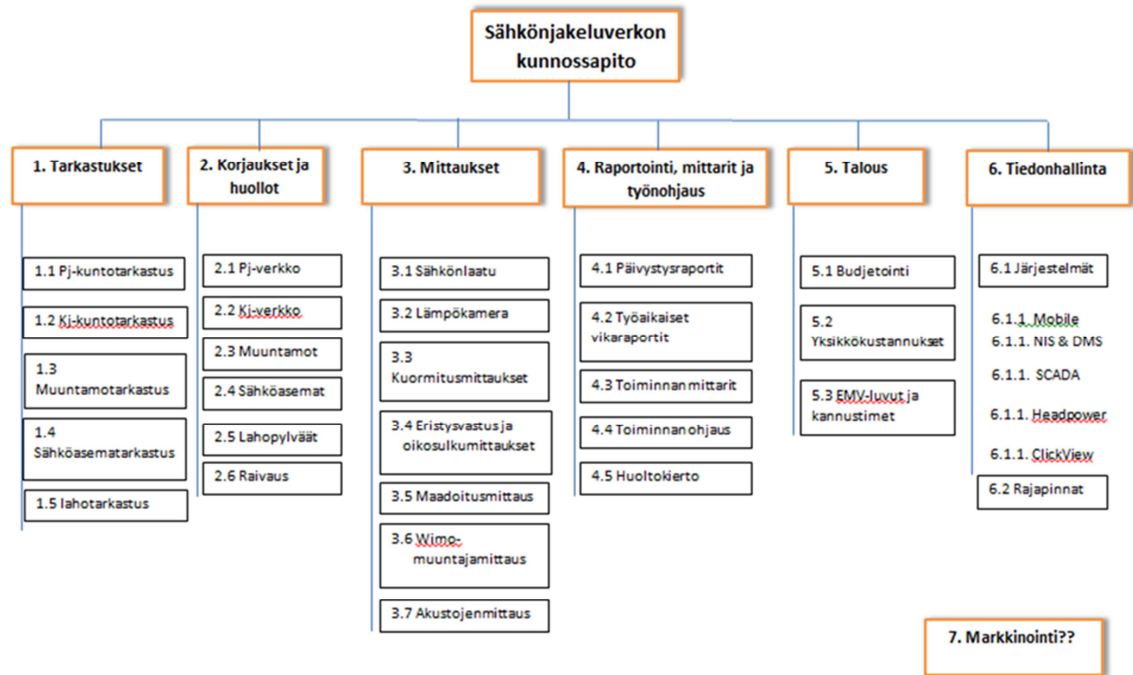 Sähkönjakeluverkon
kunnossapito
1. Tarkastukset
1.1 Pj-kuntotarkastus
1.2 Kj-kuntotarkastus
1.3
Muuntamotarkastus
1.4
Sähköasematarkastus
1.5 lahotarkastus
2. Korjaukset ja
huollot
2.1 Pj-verkko
2.2 Kj-verkko
2.3 Muuntamot
2.4 Sähköasemat
2.5 Lahopylväät
2.6 Raivaus
3. Mittaukset
3.1 Sähkönlaatu
3.2 Lämpökamera
3.3
Kuormitusmittaukset
3.4 Eristysvastus ja
oikosulkumittaukset
3.5 Maadoitusmittaus
3.6 Wimo-
muuntajamittaus
3.7 Akustojenmittaus
4. Raportointi, mittarit ja
työnohjaus
4.1 Päivystysraportit
4.2 Työaikaiset
vikaraportit
4.3 Toiminnan mittarit
4.4 Toiminnan ohjaus
4.5 Huoltokierto
5. Talous
5.1 Budjetointi
5.2
Yksikkökustannukset
5.3 EMV-luvut ja
kannustimet
6. Tiedonhallinta
6.1 Järjestelmät
6.1.1 Mobile
6.1.1. NIS & DMS
6.1.1. SCADA
6.1.1. Headpower
6.1.1. ClickView
6.2 Rajapinnat
7. Markkinointi??